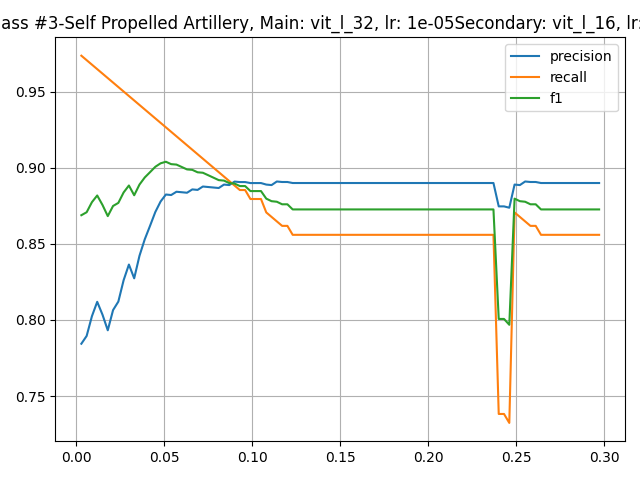 ass #3-Self Propelled Artillery, Main: vit_l_32, lr: 1e-05Secondary: vit_l_16, lr:
precision
recall
f1
0.95
0.90
0.85
0.80
0.75
0.00 0.05 0.10 0.15 0.20 0.25 0.30